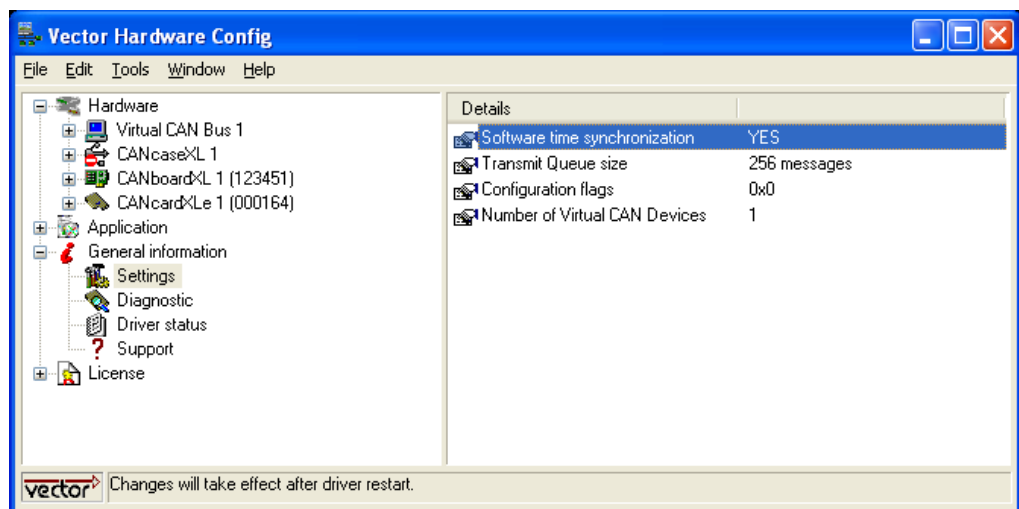 Vector Hardware Config
File Edit Tools Window Help
Hardware
Virtual CAN Bus 1
CANcaseXL 1
CANboardXL 1 (123451)
CANcardXLe 1 (000164)
Application
General information
Settings
Diagnostic
Driver status
Support
License
Details
Software time synchronization YES
Transmit Queue size 256 messages
Configuration flags 0x0
Number of Virtual CAN Devices 1
vector Changes will take effect after driver restart.